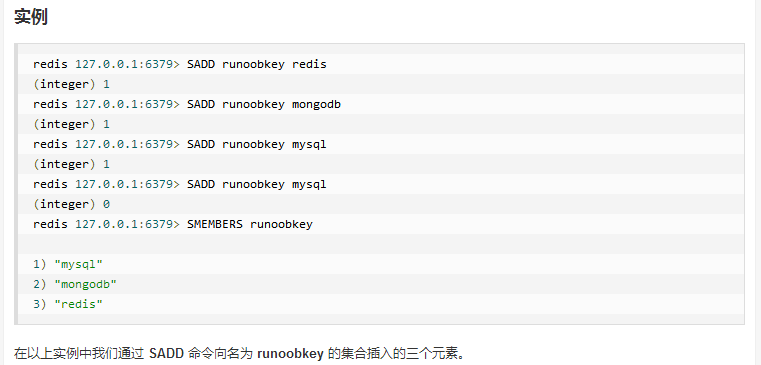 实例
redis 127.0.0.1:6379> SADD runoobkey redis
(integer) 1
redis 127.0.0.1:6379> SADD runoobkey mongodb
(integer) 1
redis 127.0.0.1:6379> SADD runoobkey mysql
(integer) 1
redis 127.0.0.1:6379> SADD runoobkey mysql
(integer) 0
redis 127.0.0.1:6379> SMEMBERS runoobkey
1) "mysql"
2) "mongodb"
3) "redis"
在以上实例中我们通过 SADD 命令向名为 runoobkey 的集合插入的三个元素。